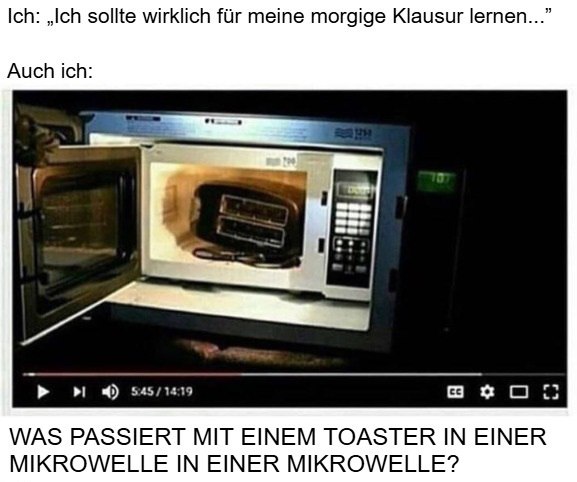 Ich: „Ich sollte wirklich für meine morgige Klausur lernen...”
Auch ich:
5:45 / 14:19
CC
WAS PASSIERT MIT EINEM TOASTER IN EINER
MIKROWELLE IN EINER MIKROWELLE?